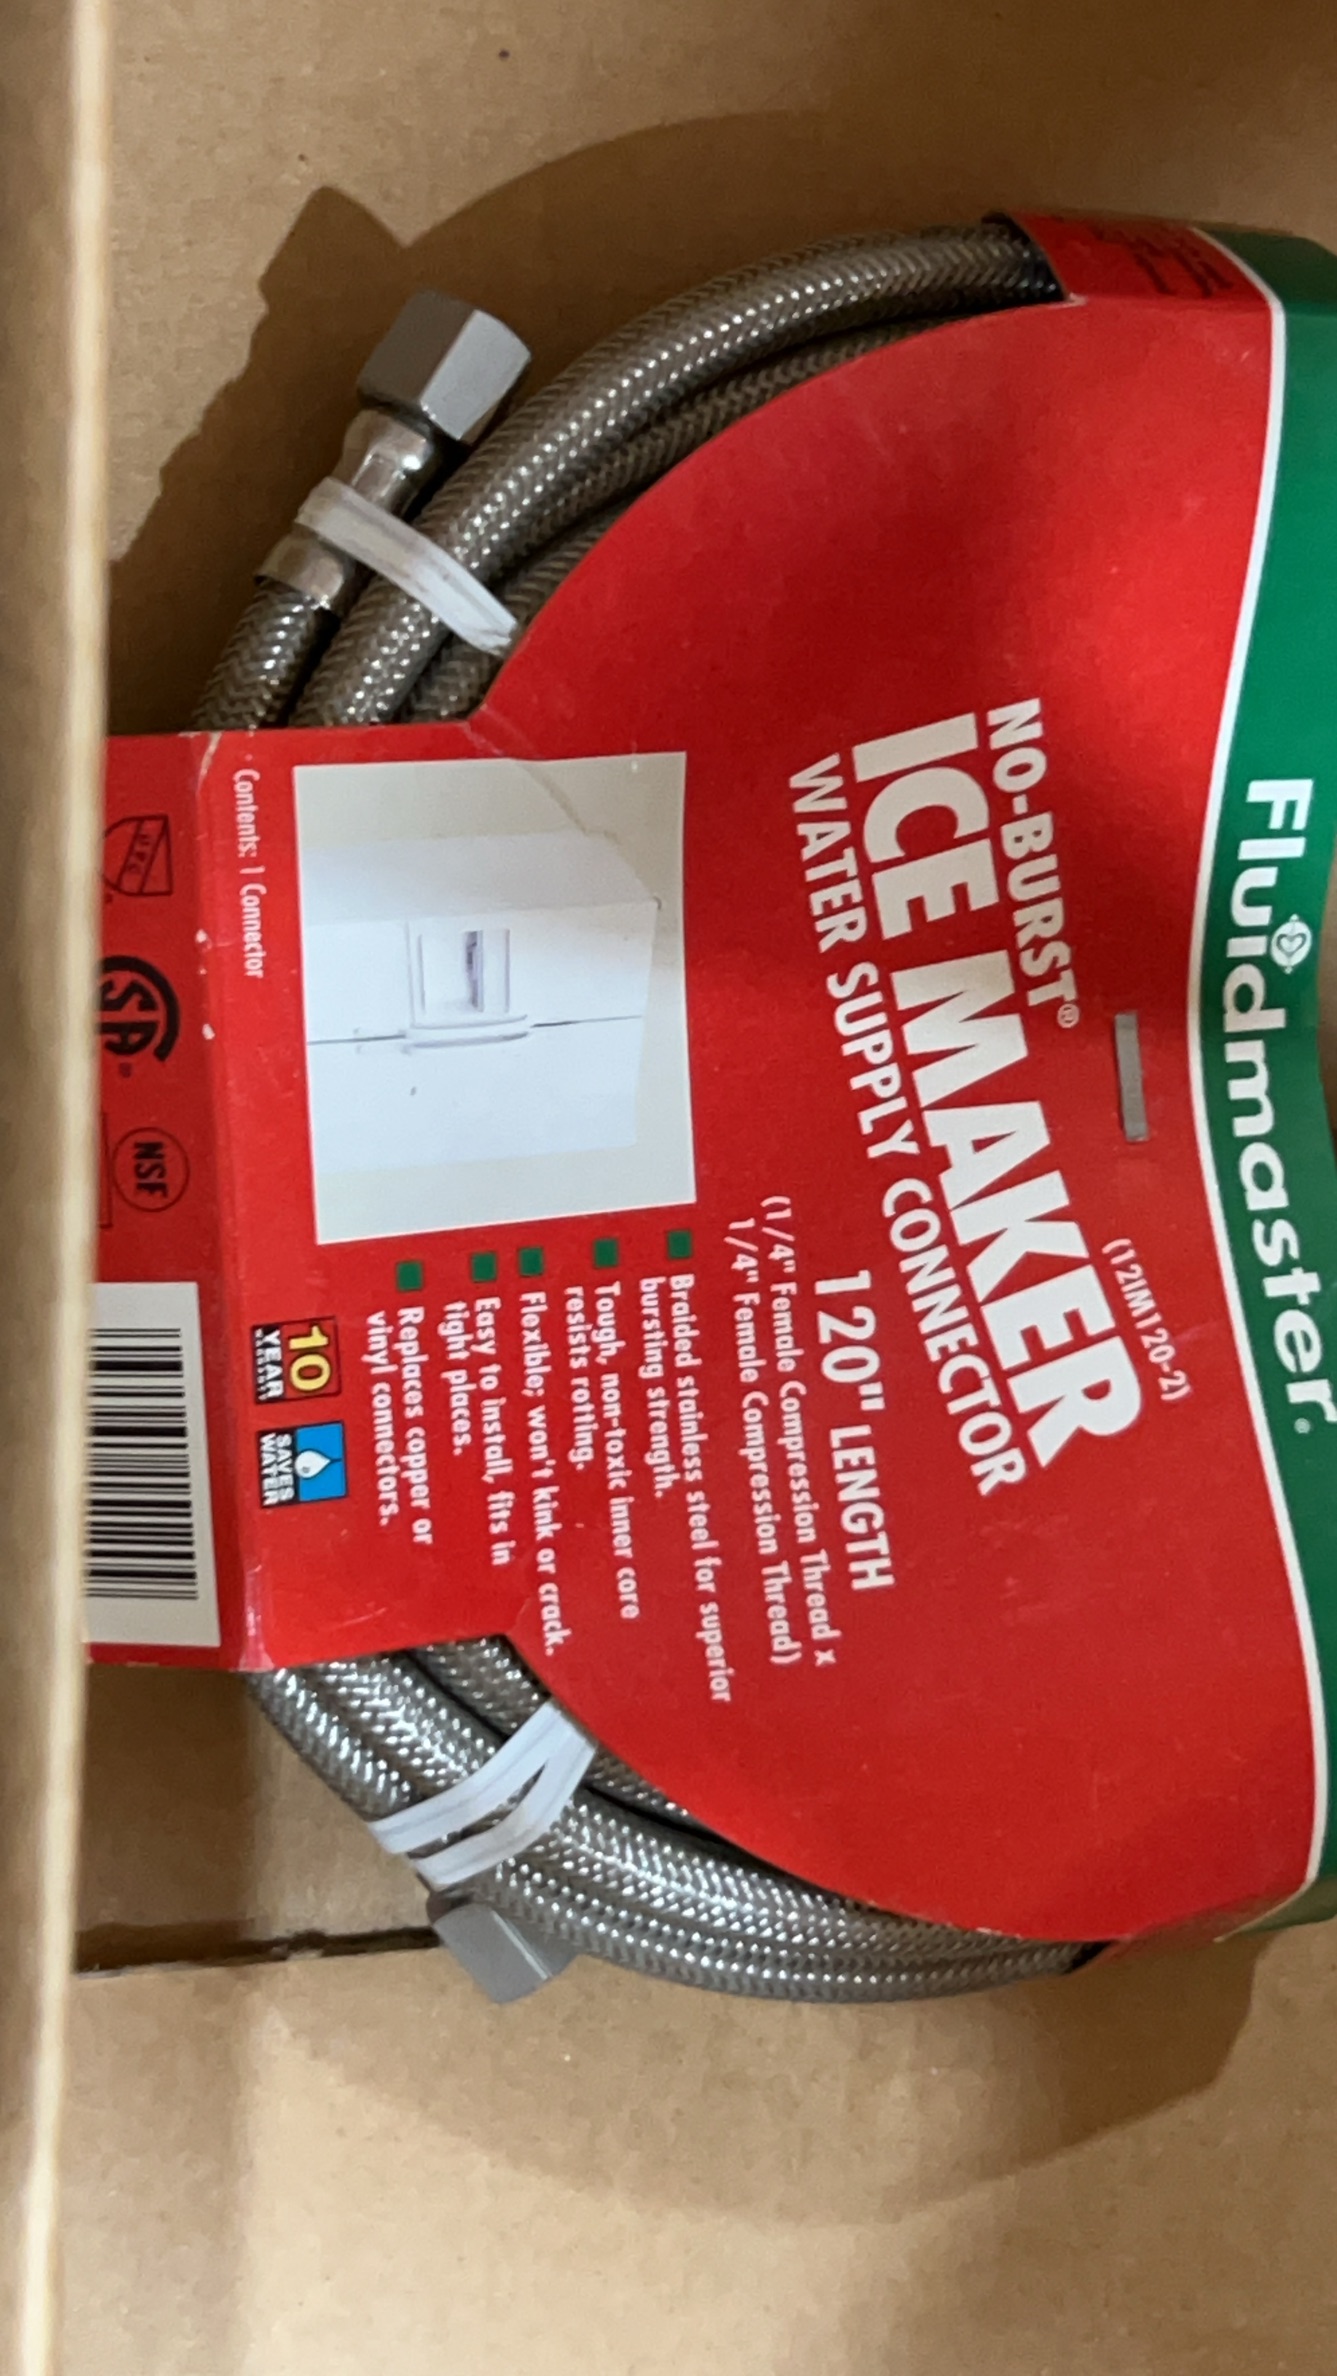 Fluidmaster®
(12IM120-2)
NO-BURST®
ICE MAKER
WATER SUPPLY CONNECTOR
120" LENGTH
(1/4" Female Compression Thread x
1/4" Female Compression Thread)
Braided stainless steel for superior
bursting strength.
Tough, non-toxic inner core
resists rotting.
Flexible; won't kink or crack.
Easy to install, fits in
tight places.
Replaces copper or
vinyl connectors.
10
YEAR
SAVES
WATER
Contents: 1 Connector
NSF